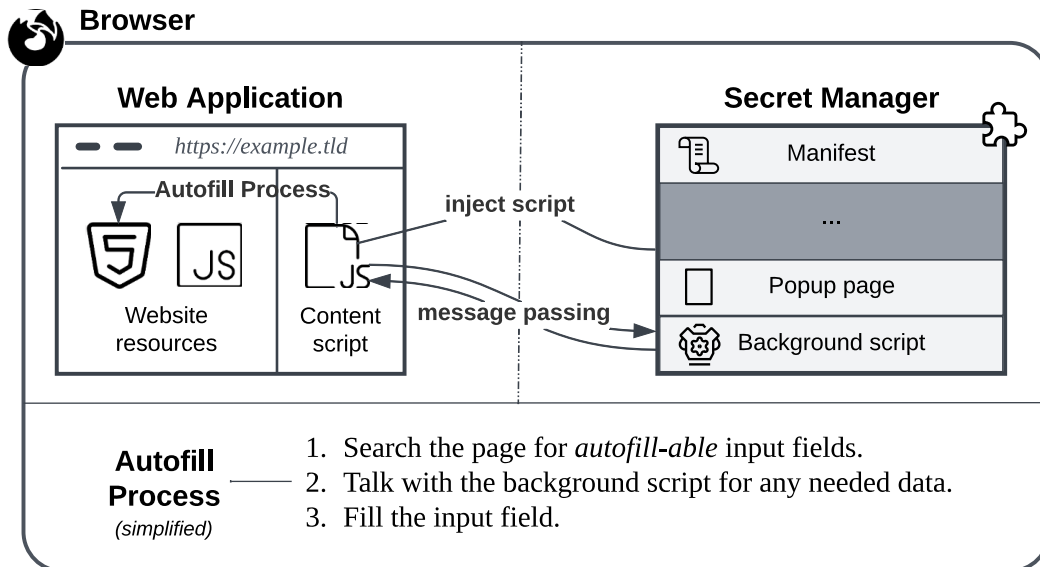 Browser
Web Application
Secret Manager
https://example.tld
Manifest
Autofill Process
inject script
...
JS
JS
Popup page
message passing
Website
resources
Content
script
Background script
Autofill
Process
(simplified)
1. Search the page for autofill-able input fields.
2. Talk with the background script for any needed data.
3. Fill the input field.